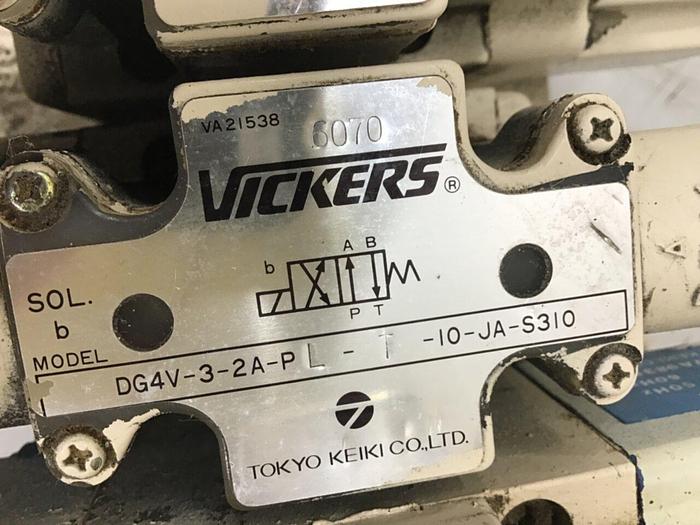 VA21538 6070
VICKERS ®
A B
b
P T
SOL.
b
MODEL DG4V-3-2A-P L - T -10-JA-S310
TOKYO KEIKI CO.,LTD.